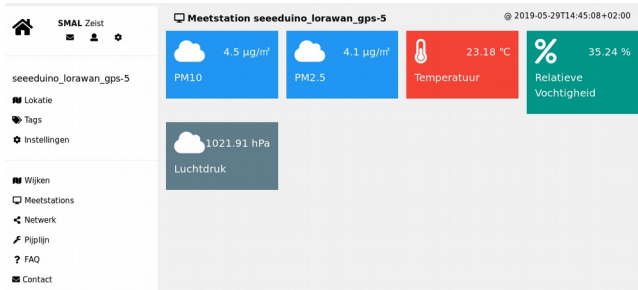 SMAL Zeist
seeeduino_lorawan_gps-5
Lokatie
Tags
Instellingen
Wijken
Meetstations
Netwerk
Pijplijn
? FAQ
Contact
Meetstation seeeduino_lorawan_gps-5
@ 2019-05-29T14:45:08+02:00
4.5 µg/m³
PM10
4.1 µg/m³
PM2.5
23.18 °C
Temperatuur
% 35.24 %
Relatieve
Vochtigheid
1021.91 hPa
Luchtdruk